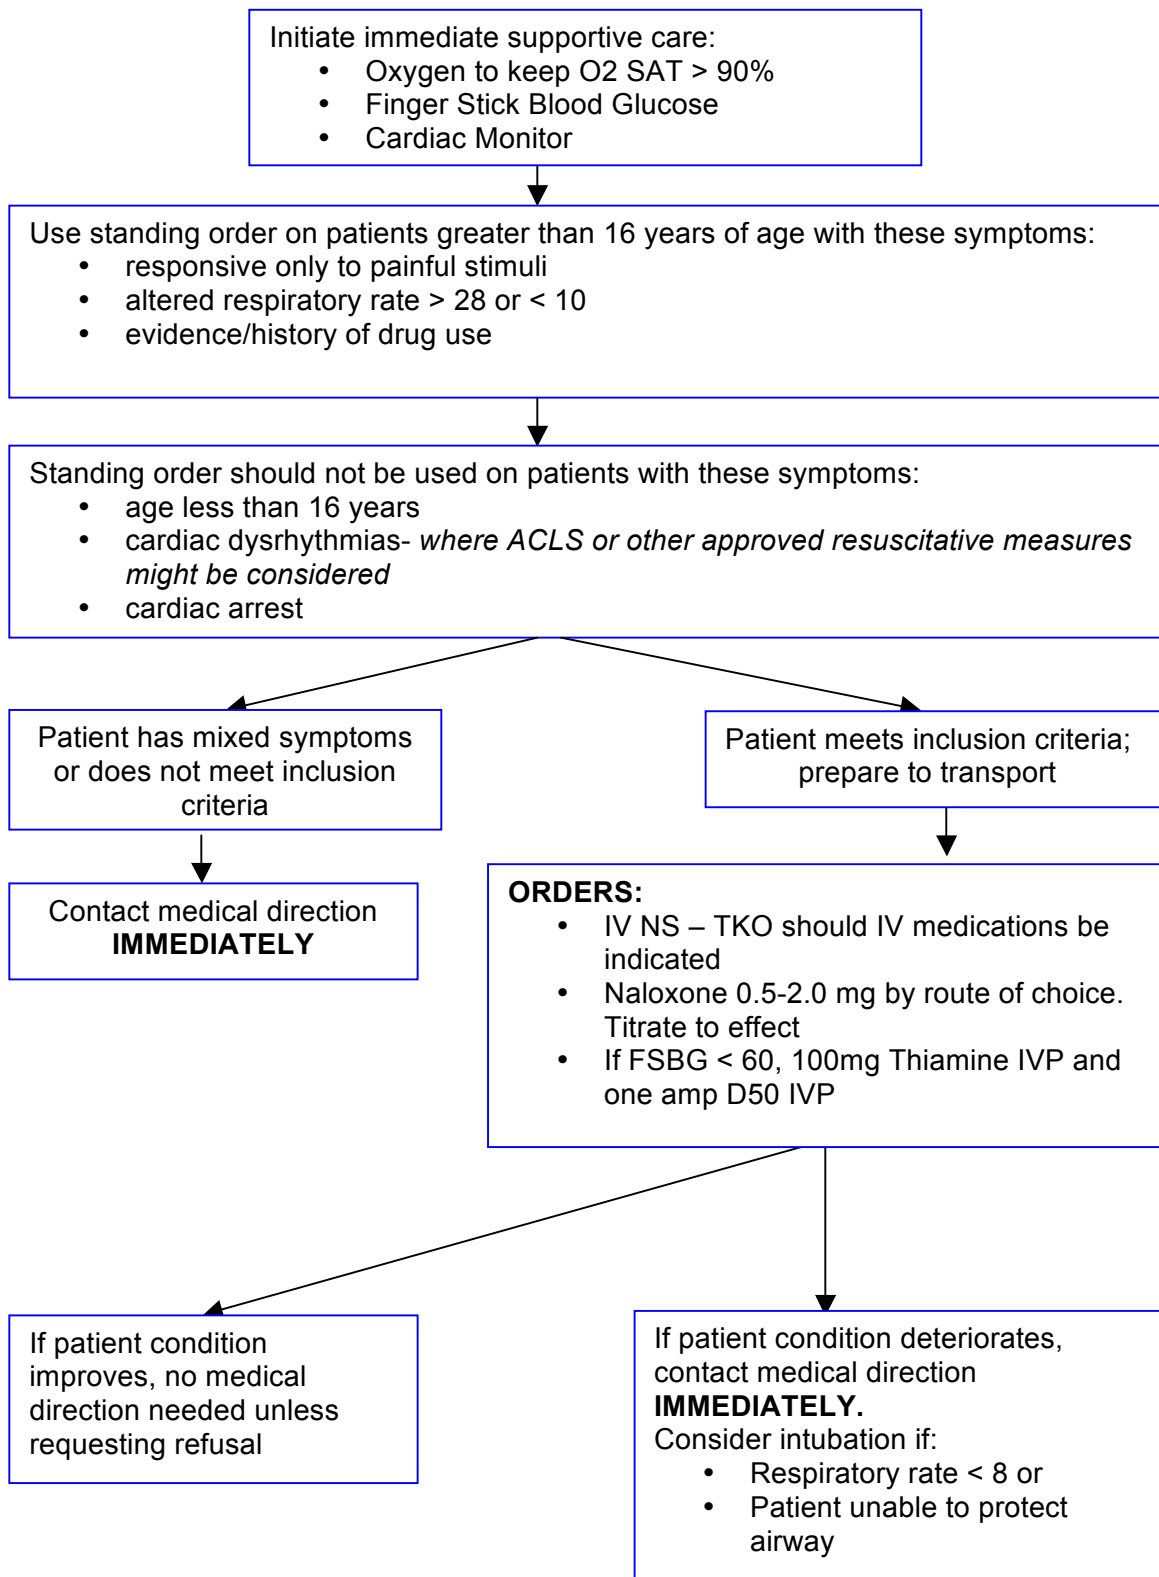 Initiate immediate supportive care:
• Oxygen to keep O2 SAT > 90%
• Finger Stick Blood Glucose
• Cardiac Monitor
Use standing order on patients greater than 16 years of age with these symptoms:
• responsive only to painful stimuli
• altered respiratory rate > 28 or < 10
• evidence/history of drug use
Standing order should not be used on patients with these symptoms:
• age less than 16 years
• cardiac dysrhythmias- where ACLS or other approved resuscitative measures
might be considered
• cardiac arrest
Patient has mixed symptoms
or does not meet inclusion
criteria
Contact medical direction
IMMEDIATELY
Patient meets inclusion criteria;
prepare to transport
ORDERS:
• IV NS – TKO should IV medications be
indicated
• Naloxone 0.5-2.0 mg by route of choice.
Titrate to effect
• If FSBG < 60, 100mg Thiamine IVP and
one amp D50 IVP
If patient condition
improves, no medical
direction needed unless
requesting refusal
If patient condition deteriorates,
contact medical direction
IMMEDIATELY.
Consider intubation if:
• Respiratory rate < 8 or
• Patient unable to protect
airway